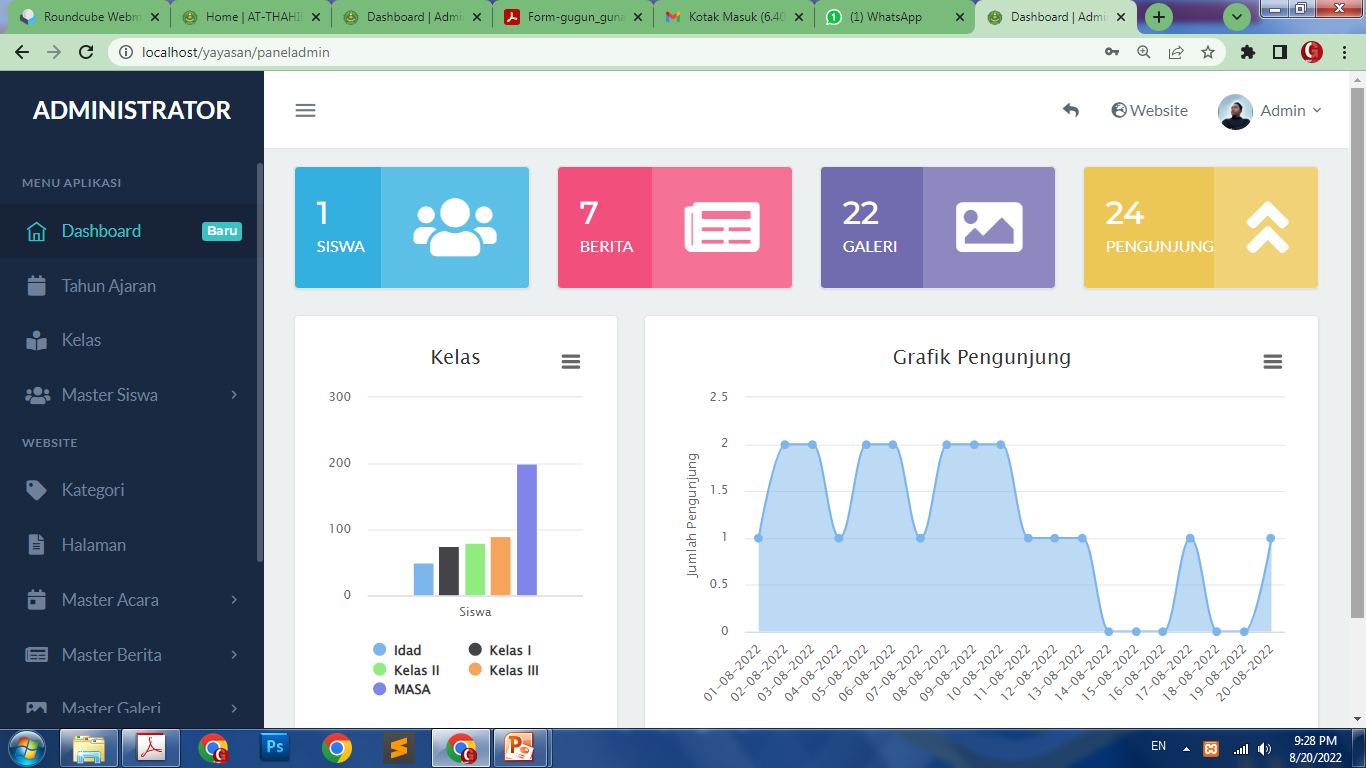 Roundcube Webm
Home | AT-THAHI
Dashboard | Admi
Form-gugun_guna
Kotak Masuk (6.40
(1) WhatsApp
Dashboard | Admi
localhost/yayasan/paneladmin
ADMINISTRATOR
Website
Admin
MENU APLIKASI
Dashboard Baru
Tahun Ajaran
Kelas
Master Siswa
WEBSITE
Kategori
Halaman
Master Acara
Master Berita
Master Galeri
1
SISWA
7
BERITA
22
GALERI
24
PENGUNJUNG
Kelas
300
200
100
0
Siswa
Idad
Kelas I
Kelas II
Kelas III
MASA
Grafik Pengunjung
Jumlah Pengunjung
2.5
2
1.5
1
0.5
0
01-08-2022
02-08-2022
03-08-2022
04-08-2022
05-08-2022
06-08-2022
07-08-2022
08-08-2022
09-08-2022
10-08-2022
11-08-2022
12-08-2022
13-08-2022
14-08-2022
15-08-2022
16-08-2022
17-08-2022
18-08-2022
19-08-2022
20-08-2022
Ps
EN
9:28 PM
8/20/2022